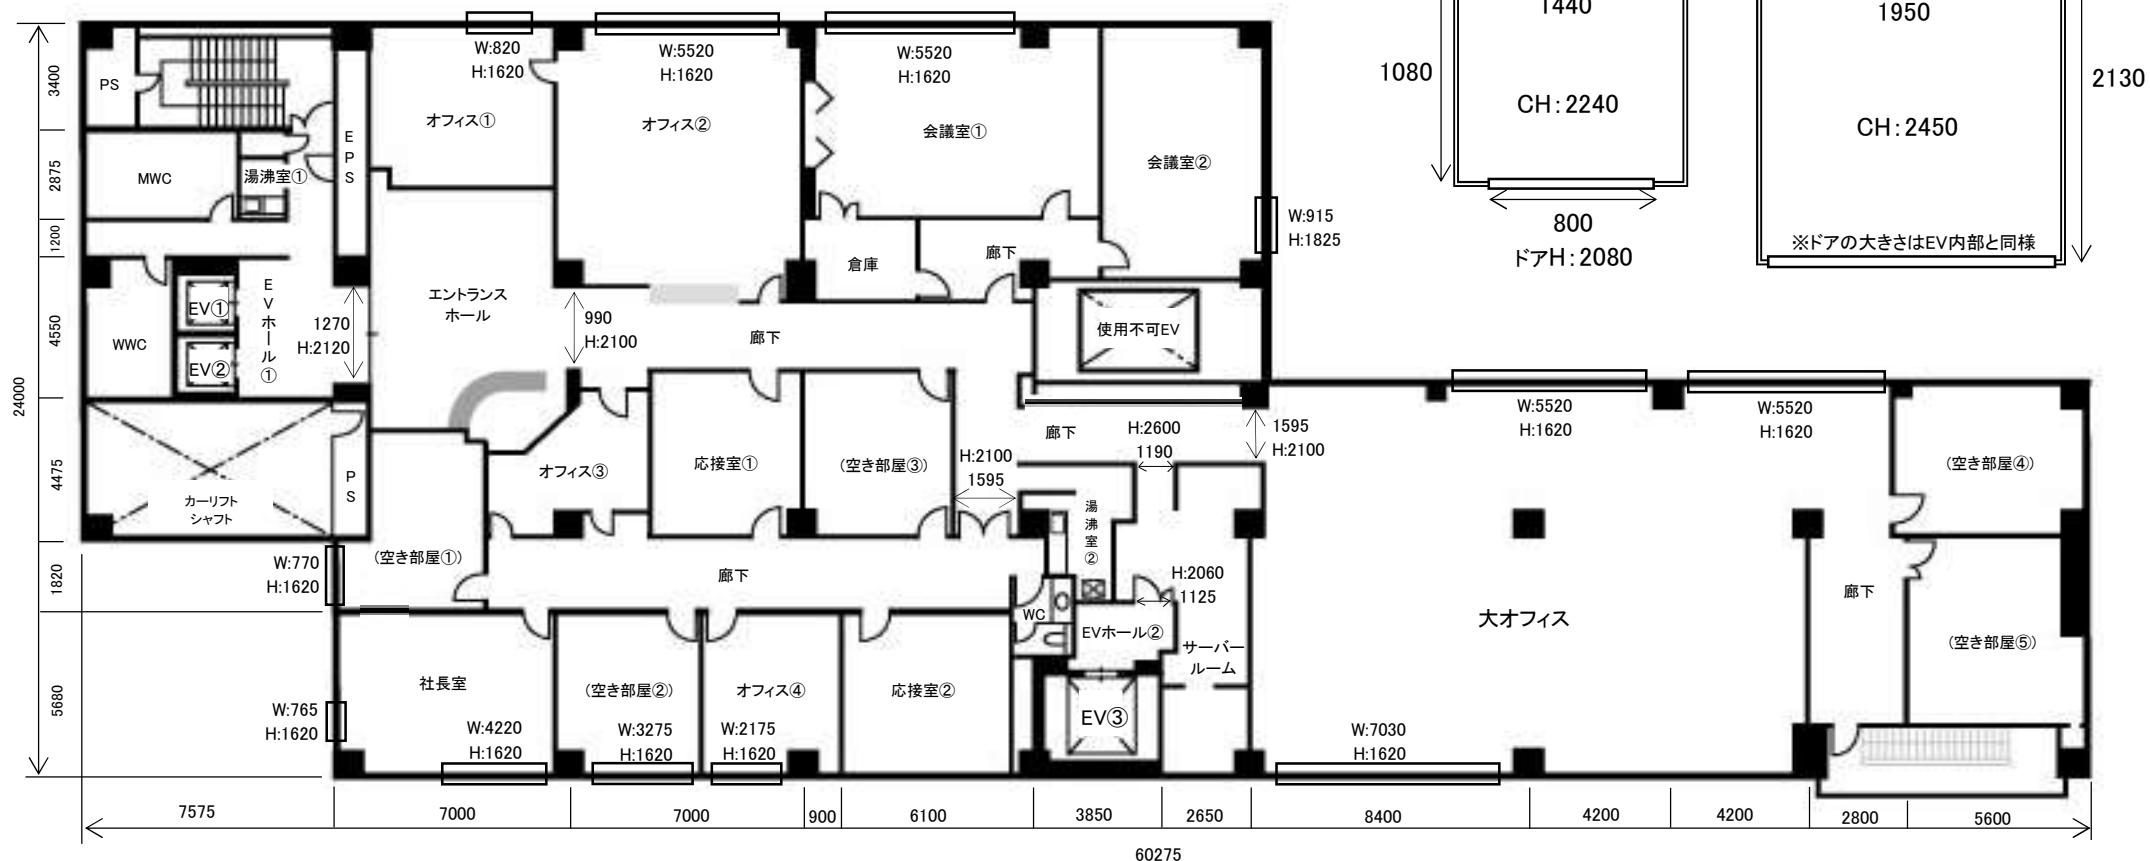 1440
1950
1080
2130
CH:2240
CH:2450
800
ドアH:2080
※ドアの大きさはEV内部と同様
3400
2875
1200
4550
24000
4475
1820
5680
PS
EPS
MWC
湯沸室①
WWC
EV①
EV②
EVホール①
1270
H:2120
カーリフト
シャフト
PS
W:820
H:1620
オフィス①
W:5520
H:1620
オフィス②
W:5520
H:1620
会議室①
会議室②
W:915
H:1825
倉庫
廊下
エントランス
ホール
990
H:2100
廊下
使用不可EV
オフィス③
応接室①
(空き部屋③)
H:2100
1595
廊下
H:2600
1190
1595
H:2100
W:5520
H:1620
W:5520
H:1620
(空き部屋④)
湯沸室②
(空き部屋①)
W:770
H:1620
廊下
WC
H:2060
1125
EVホール②
サーバー
ルーム
大オフィス
廊下
(空き部屋⑤)
W:765
H:1620
社長室
W:4220
H:1620
(空き部屋②)
W:3275
H:1620
オフィス④
W:2175
H:1620
応接室②
EV③
W:7030
H:1620
7575
7000
7000
900
6100
3850
2650
8400
4200
4200
2800
5600
60275